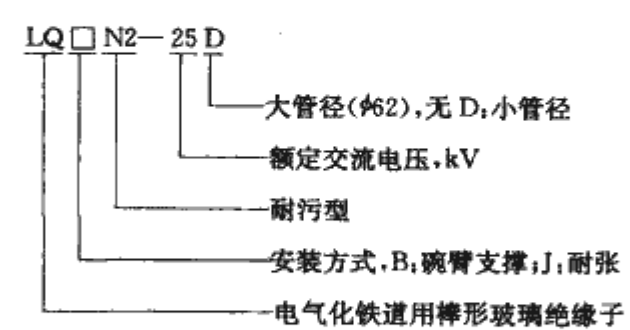 LQ□N2—25D
大管径(φ62),无D:小管径
额定交流电压,kV
耐污型
安装方式,B:碗臂支撑;J:耐张
电气化铁道用棒形玻璃绝缘子